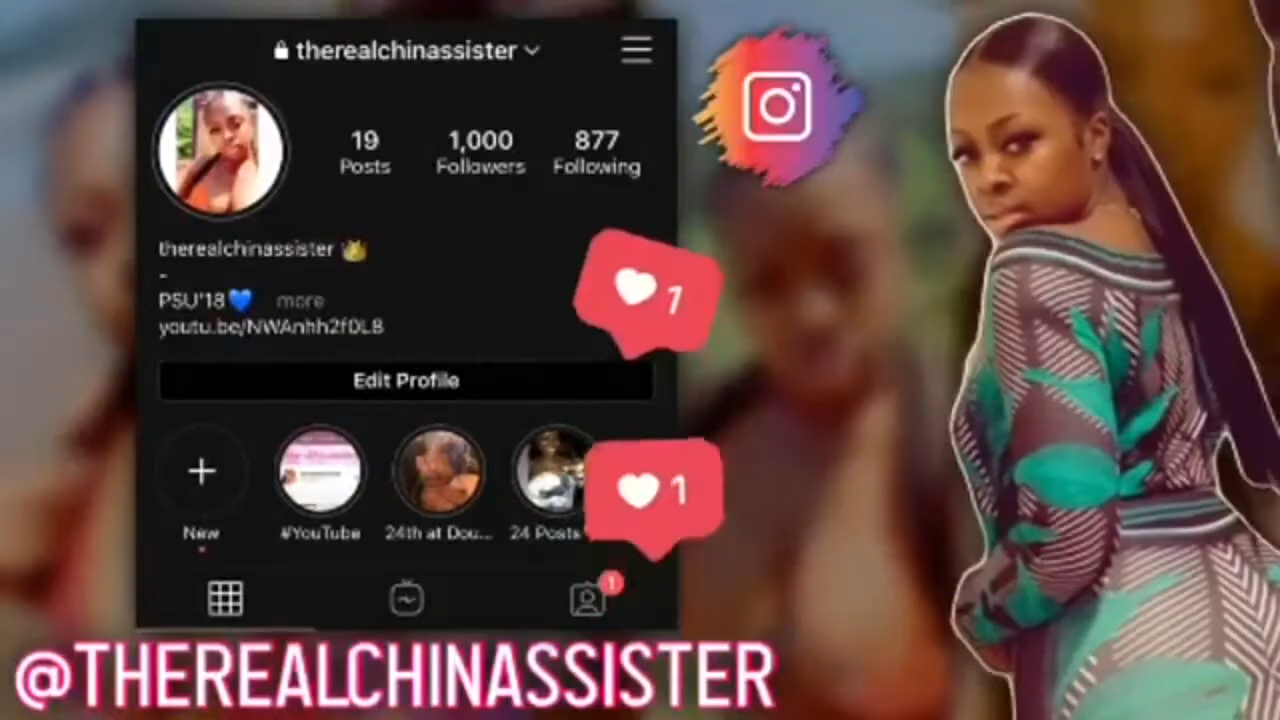 therealchinassister
19 1,000 877
Posts Followers Following
therealchinassister 👑
-
PSU'18💙 more
youtu.be/NWAnhh2f0L8
Edit Profile
New #YouTube 24th at Dou... 24 Posts
7
1
1
@THEREALCHINASSISTER